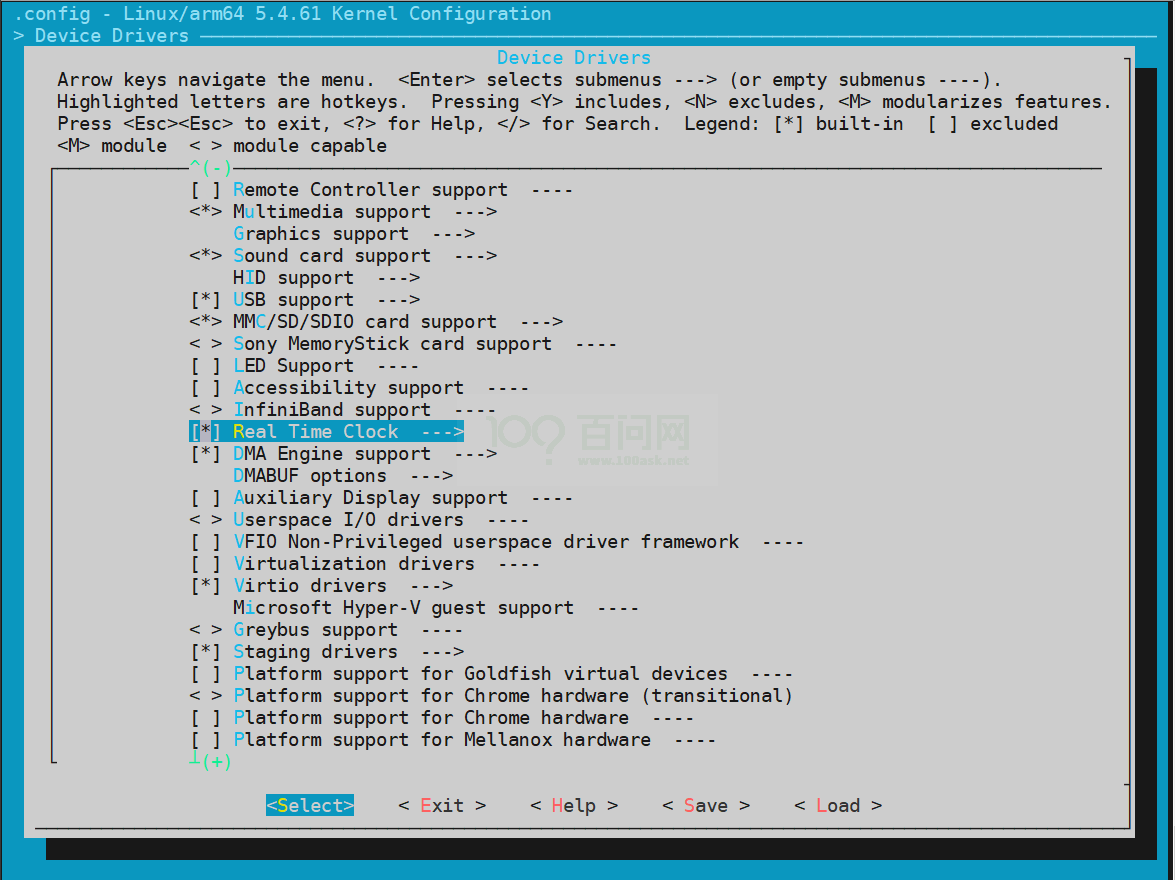 .config - Linux/arm64 5.4.61 Kernel Configuration
> Device Drivers
Device Drivers
Arrow keys navigate the menu.  <Enter> selects submenus ---> (or empty submenus ----).
Highlighted letters are hotkeys.  Pressing <Y> includes, <N> excludes, <M> modularizes features.
Press <Esc><Esc> to exit, <?> for Help, </> for Search.  Legend: [*] built-in  [ ] excluded
<M> module  < > module capable
^(-)
[ ] Remote Controller support  ----
<*> Multimedia support  --->
Graphics support  --->
<*> Sound card support  --->
HID support  --->
[*] USB support  --->
<*> MMC/SD/SDIO card support  --->
< > Sony MemoryStick card support  ----
[ ] LED Support  ----
[ ] Accessibility support  ----
< > InfiniBand support  ----
[*] Real Time Clock  --->
[*] DMA Engine support  --->
DMABUF options  --->
[ ] Auxiliary Display support  ----
< > Userspace I/O drivers  ----
[ ] VFIO Non-Privileged userspace driver framework  ----
[ ] Virtualization drivers  ----
[*] Virtio drivers  --->
Microsoft Hyper-V guest support  ----
< > Greybus support  ----
[*] Staging drivers  --->
[ ] Platform support for Goldfish virtual devices  ----
< > Platform support for Chrome hardware (transitional)
[ ] Platform support for Chrome hardware  ----
[ ] Platform support for Mellanox hardware  ----
┴(+)
<Select>    < Exit >    < Help >    < Save >    < Load >
100? 百问网
www.100ask.net